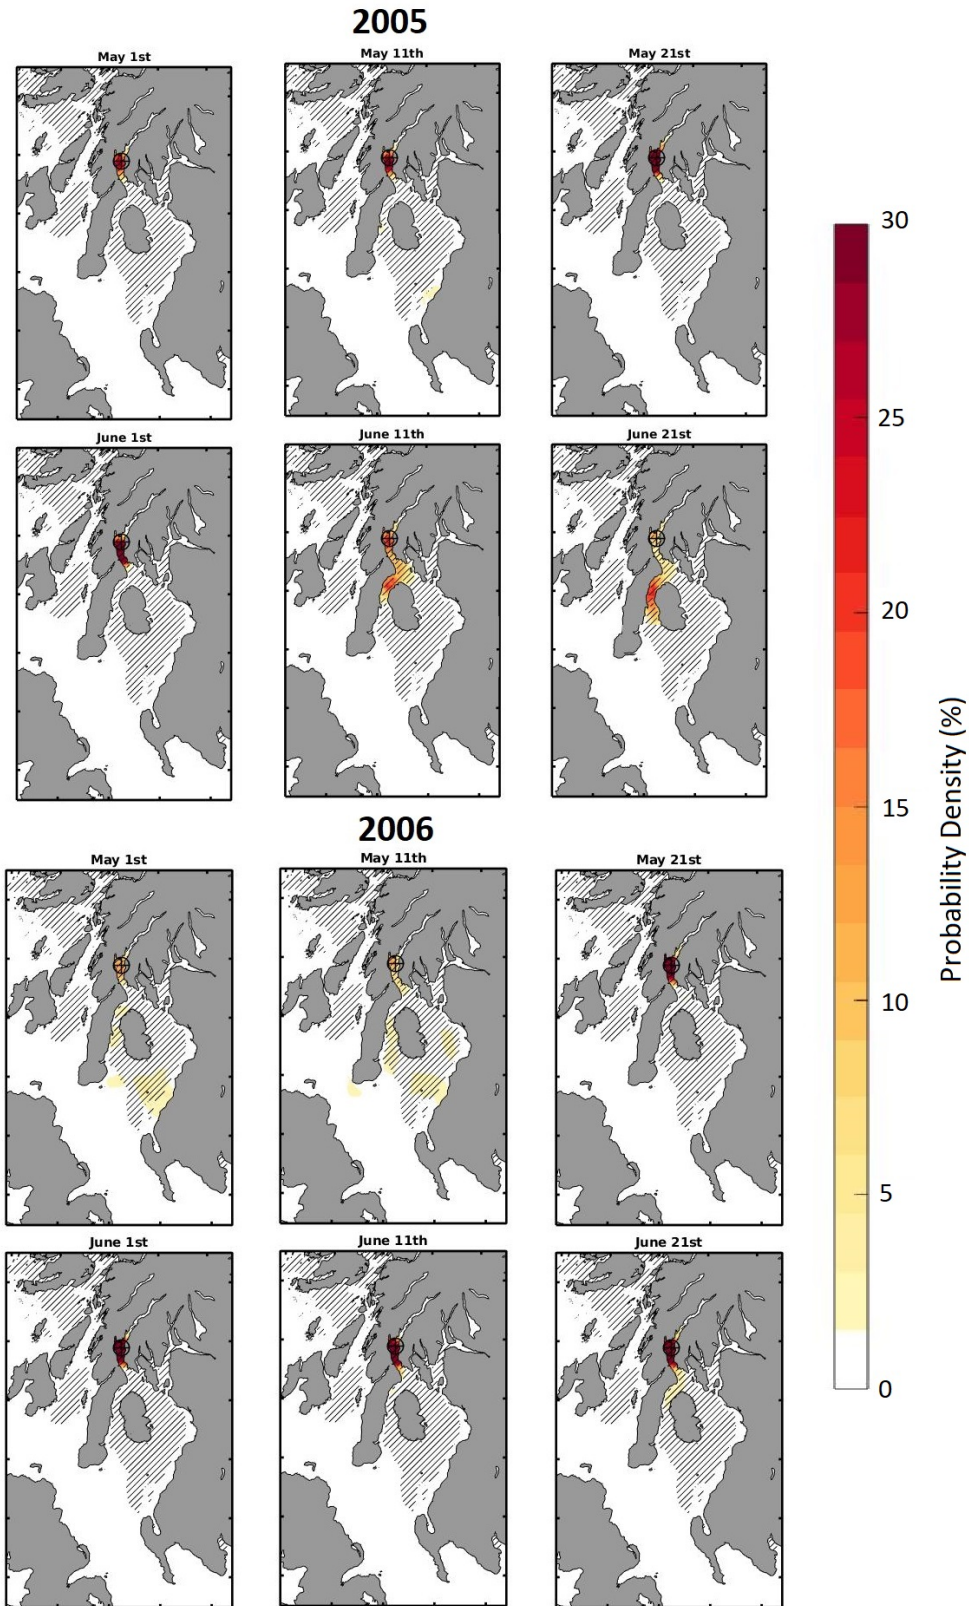 2005
May 1st
May 11th
May 21st
June 1st
June 11th
June 21st
2006
May 1st
May 11th
May 21st
June 1st
June 11th
June 21st
30
25
20
15
10
5
0
Probability Density (%)